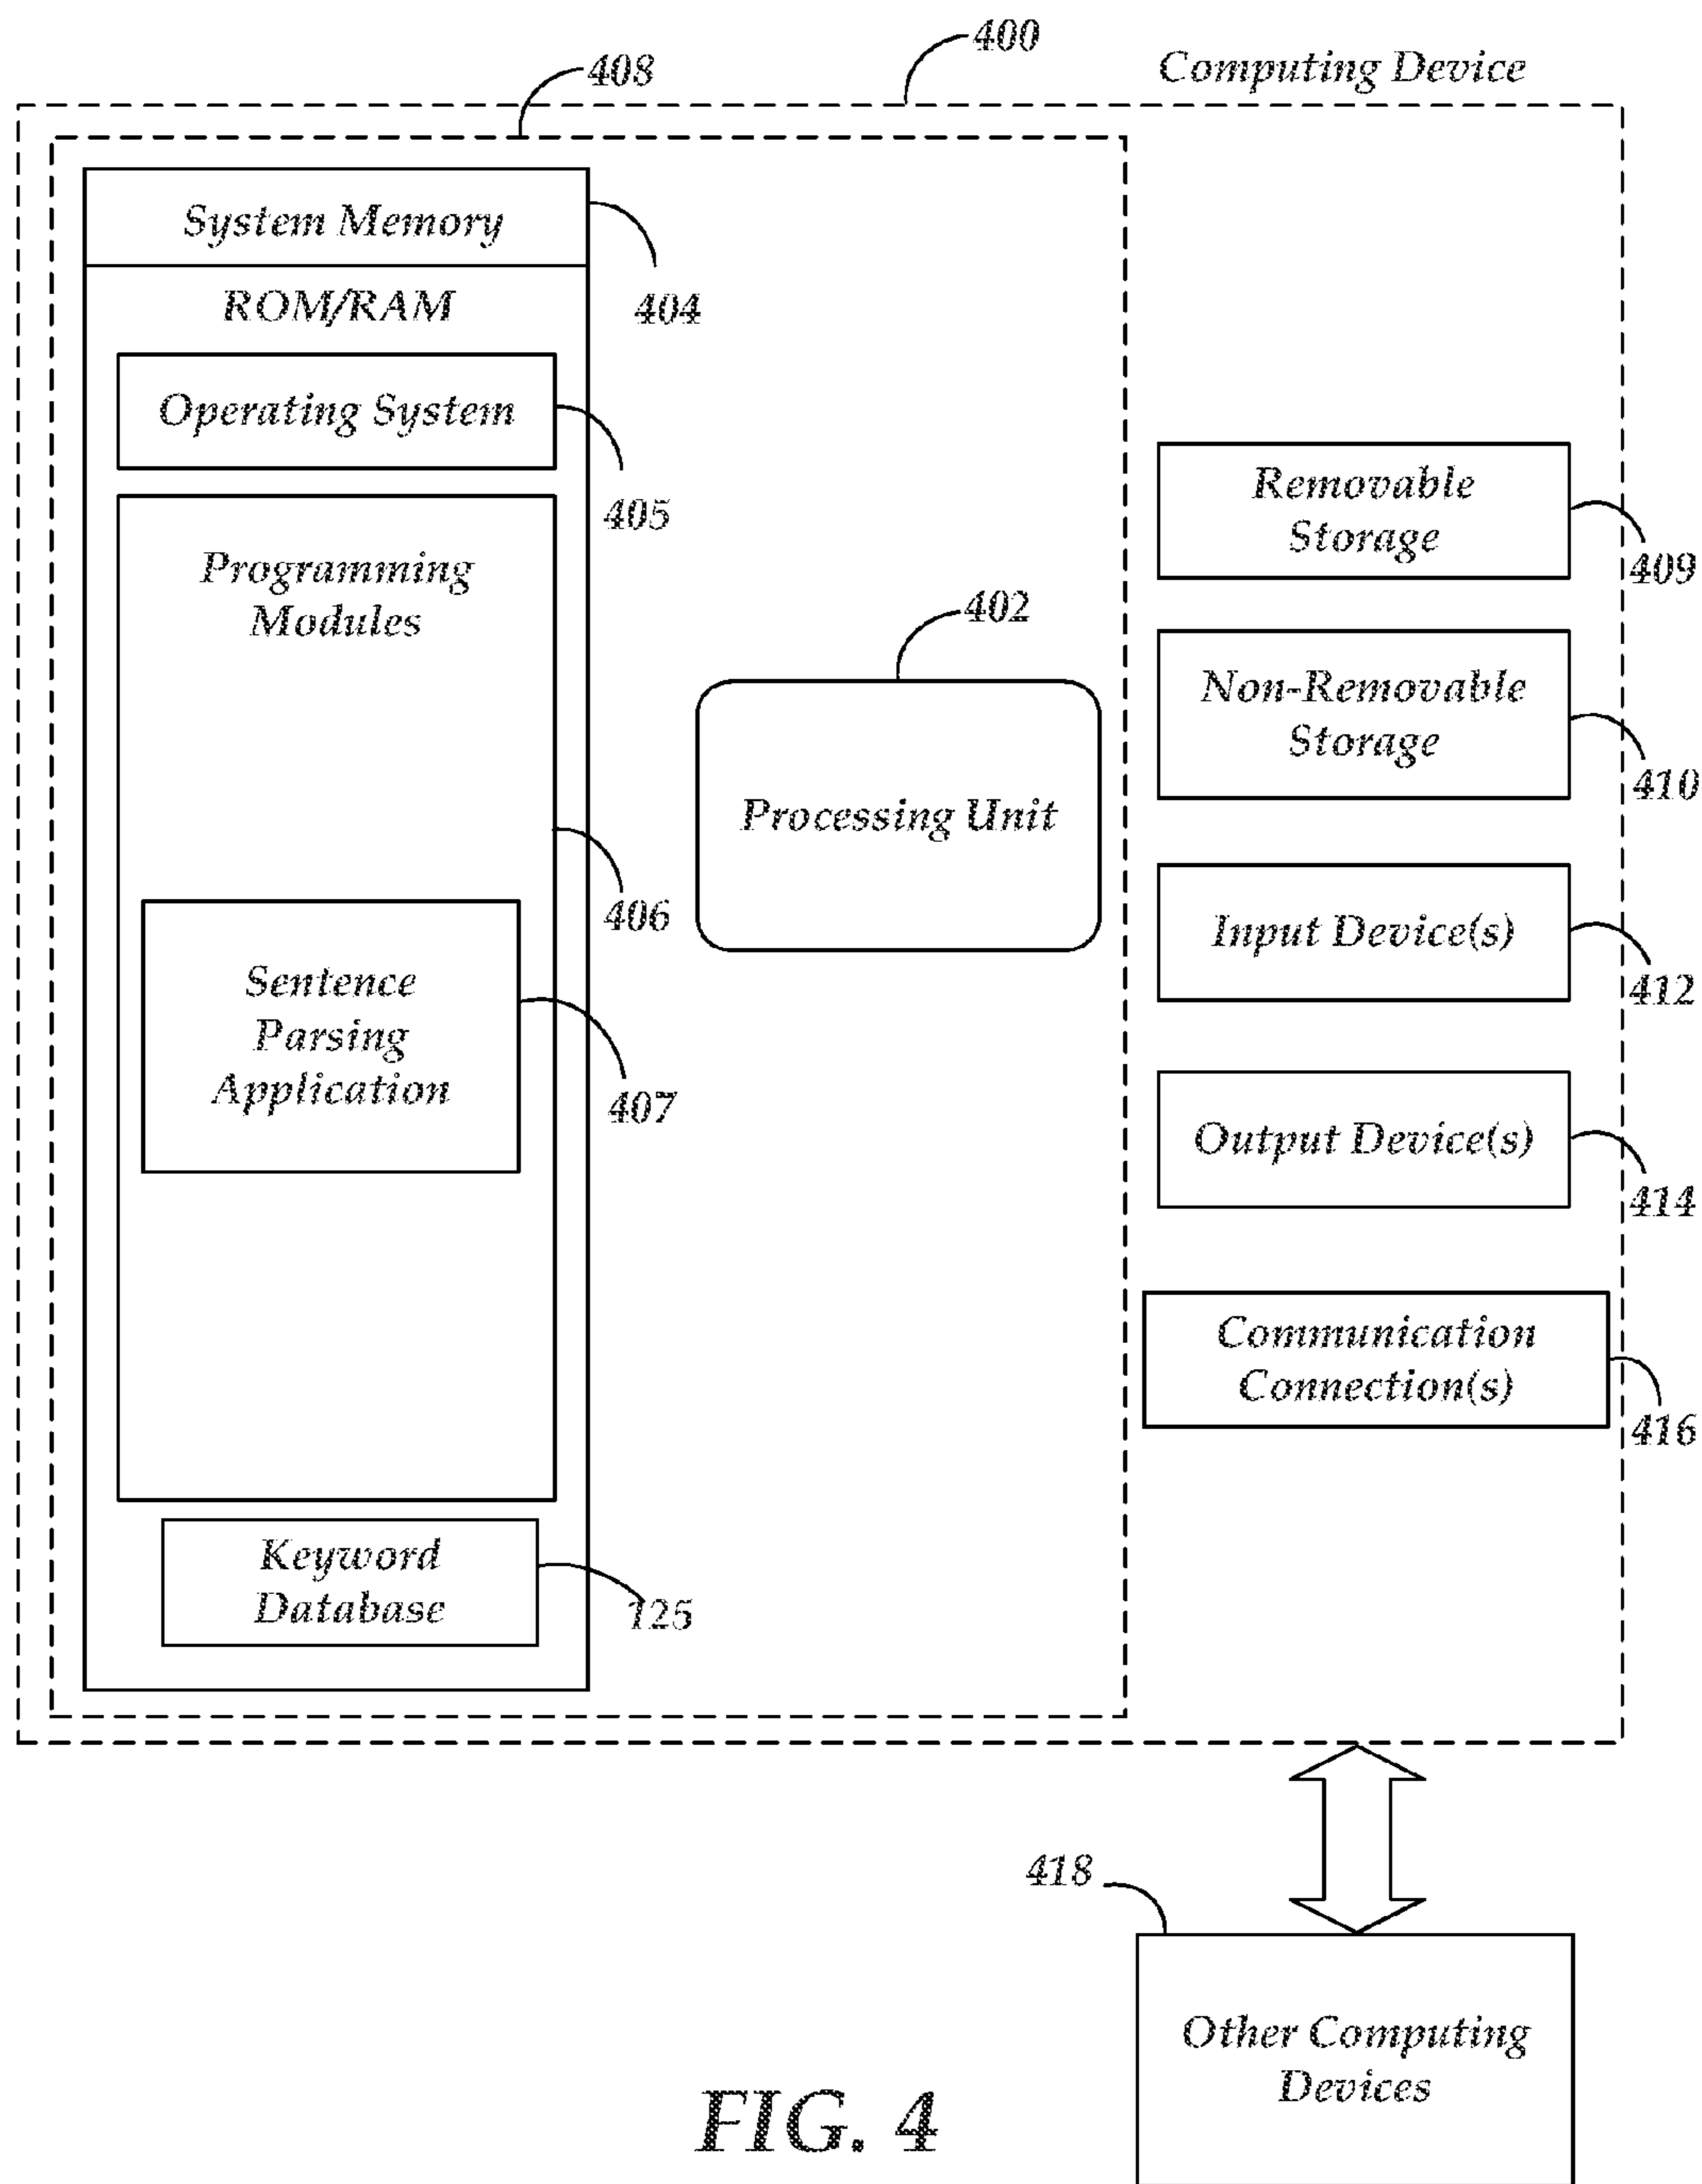 400
Computing Device
408
System Memory
404
ROM/RAM
Operating System
405
Programming
Modules
406
Sentence
Parsing
Application
407
Keyword
Database
125
402
Processing Unit
Removable
Storage
409
Non-Removable
Storage
410
Input Device(s)
412
Output Device(s)
414
Communication
Connection(s)
416
418
Other Computing
Devices
FIG. 4